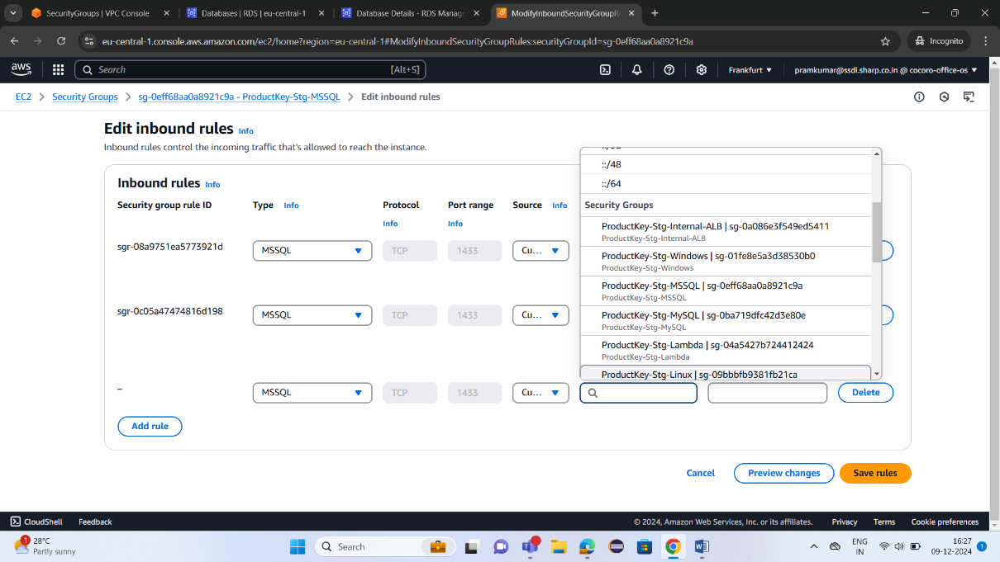 SecurityGroups | VPC Console
Databases | RDS | eu-central-1
Database Details - RDS Manage
ModifyInboundSecurityGroupR
eu-central-1.console.aws.amazon.com/ec2/home?region=eu-central-1#ModifyInboundSecurityGroupRules:securityGroupId=sg-0eff68aa0a8921c9a
Incognito
aws
Search
[Alt+S]
Frankfurt
pramkumar@ssdi.sharp.co.in @ cocoro-office-os
EC2
Security Groups
sg-0eff68aa0a8921c9a - ProductKey-Stg-MSSQL
Edit inbound rules
Edit inbound rules Info
Inbound rules control the incoming traffic that's allowed to reach the instance.
Inbound rules Info
Security group rule ID
Type Info
Protocol
Info
Port range
Info
Source Info
sgr-08a9751ea5773921d
MSSQL
TCP
1433
Cu...
sgr-0c05a47474816d198
MSSQL
TCP
1433
Cu...
–
MSSQL
TCP
1433
Cu...
Delete
::/48
::/64
Security Groups
ProductKey-Stg-Internal-ALB | sg-0a086e3f549ed5411
ProductKey-Stg-Internal-ALB
ProductKey-Stg-Windows | sg-01fe8e5a3d38530b0
ProductKey-Stg-Windows
ProductKey-Stg-MSSQL | sg-0eff68aa0a8921c9a
ProductKey-Stg-MSSQL
ProductKey-Stg-MySQL | sg-0ba719dfc42d3e80e
ProductKey-Stg-MySQL
ProductKey-Stg-Lambda | sg-04a5427b724412424
ProductKey-Stg-Lambda
ProductKey-Stg-Linux | sg-09bbbfb9381fb21ca
Add rule
Cancel
Preview changes
Save rules
CloudShell
Feedback
© 2024, Amazon Web Services, Inc. or its affiliates.
Privacy
Terms
Cookie preferences
1
28°C
Partly sunny
Search
ENG
IN
16:27
09-12-2024
1